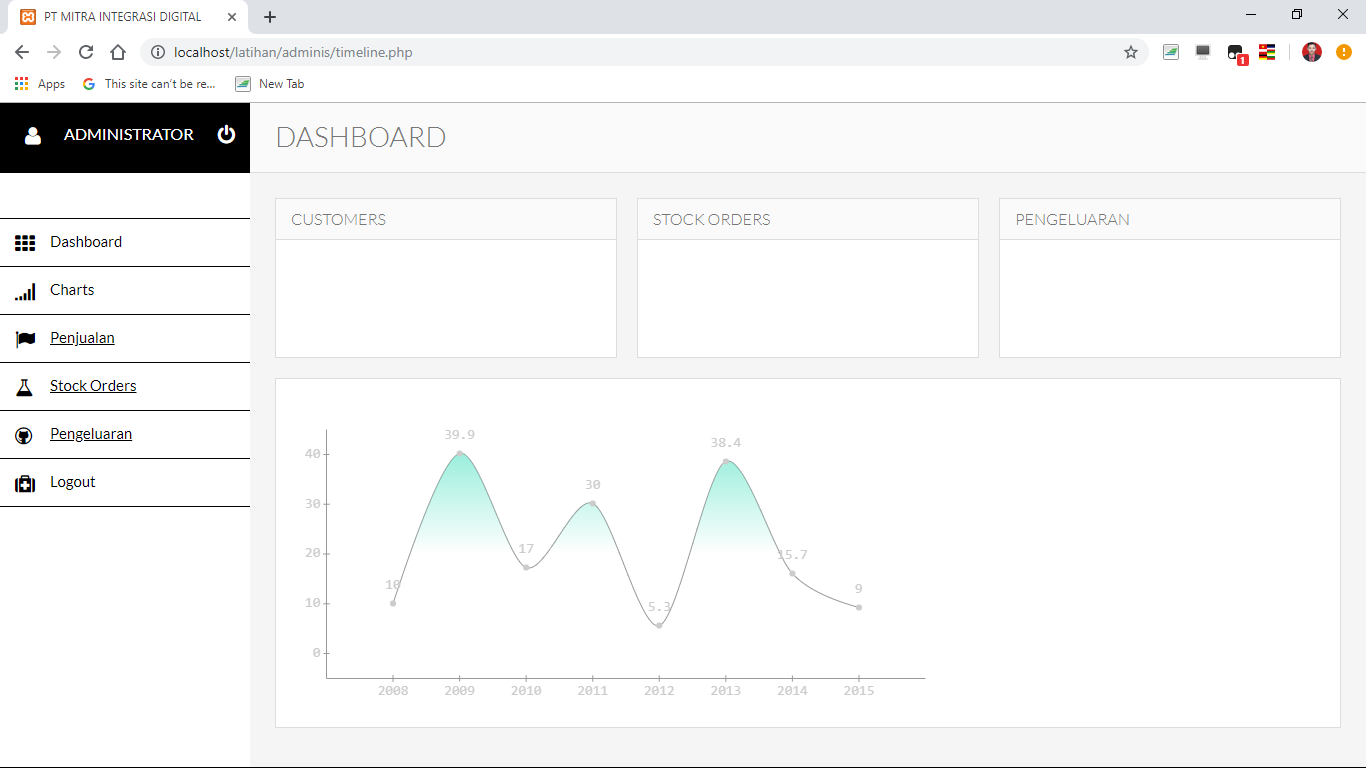 PT MITRA INTEGRASI DIGITAL
localhost/latihan/adminis/timeline.php
1
Apps
This site can't be re...
New Tab
ADMINISTRATOR
DASHBOARD
Dashboard
Charts
Penjualan
Stock Orders
Pengeluaran
Logout
CUSTOMERS
STOCK ORDERS
PENGELUARAN
39.9
38.4
40
30
30
17
20
15.7
10
9
10
5.3
0
2008 2009 2010 2011 2012 2013 2014 2015